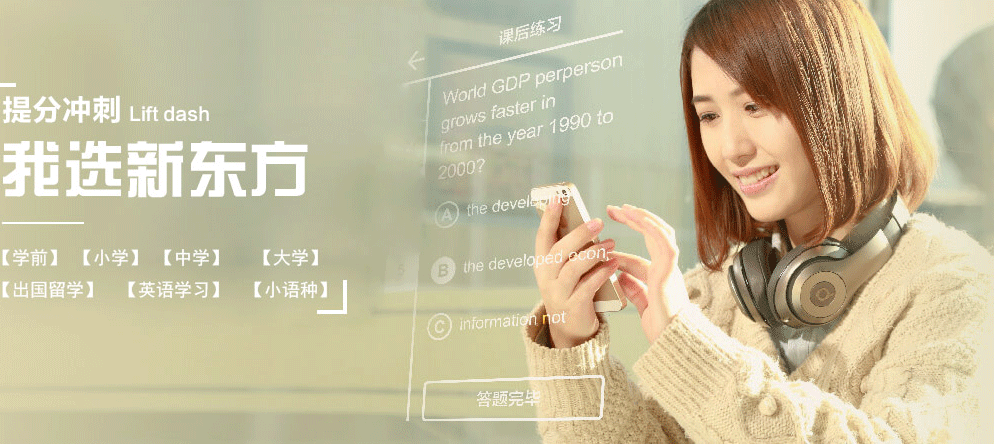 提分冲刺 Lift dash
我选新东方
【学前】 【小学】 【中学】 【大学】
【出国留学】 【英语学习】 【小语种】
课后练习
World GDP perperson
grows faster in
from the year 1990 to
2000?
A the developing
B the developed econ,
C information not
答题完毕